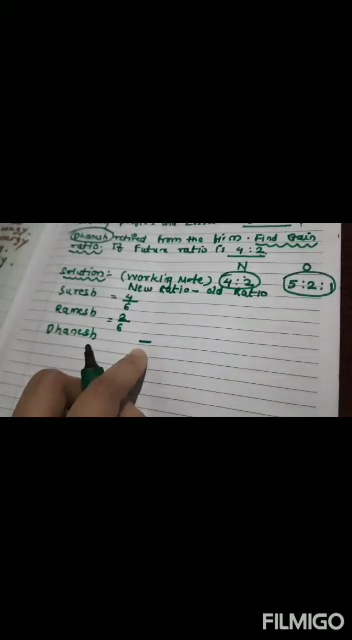 Dhanesh retired from the firm. Find Gain
ratio. If Future ratio is 4:2
N O
Solution:- (Working Note) 4:2 5:2:1
New Ratio - old Ratio
Suresh = 4/6
Ramesh = 2/6 -
Dhanesh
FILMIGO